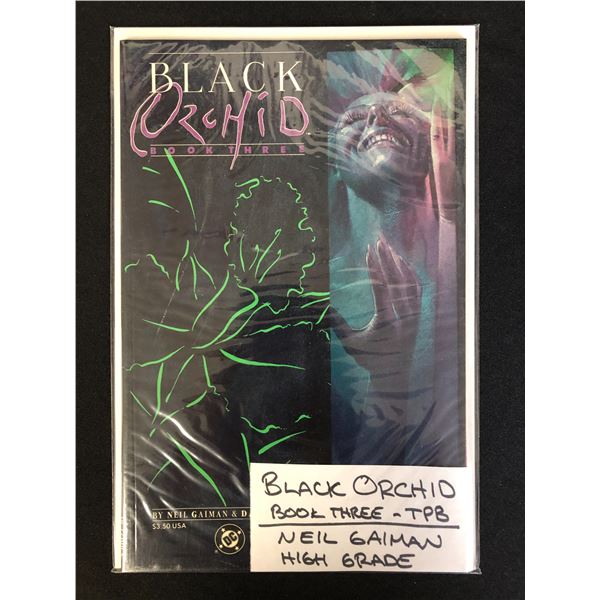 BLACK
ORCHID
BOOK THREE
BY NEIL GAIMAN & DA
$3.50 USA
DC
BLACK ORCHID
BOOK THREE - TPB
NEIL GAIMAN
HIGH GRADE